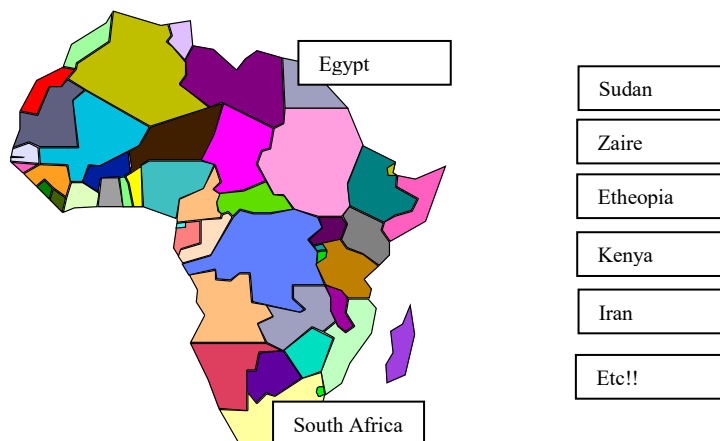 Egypt
Sudan
Zaire
Etheopia
Kenya
Iran
Etc!!
South Africa